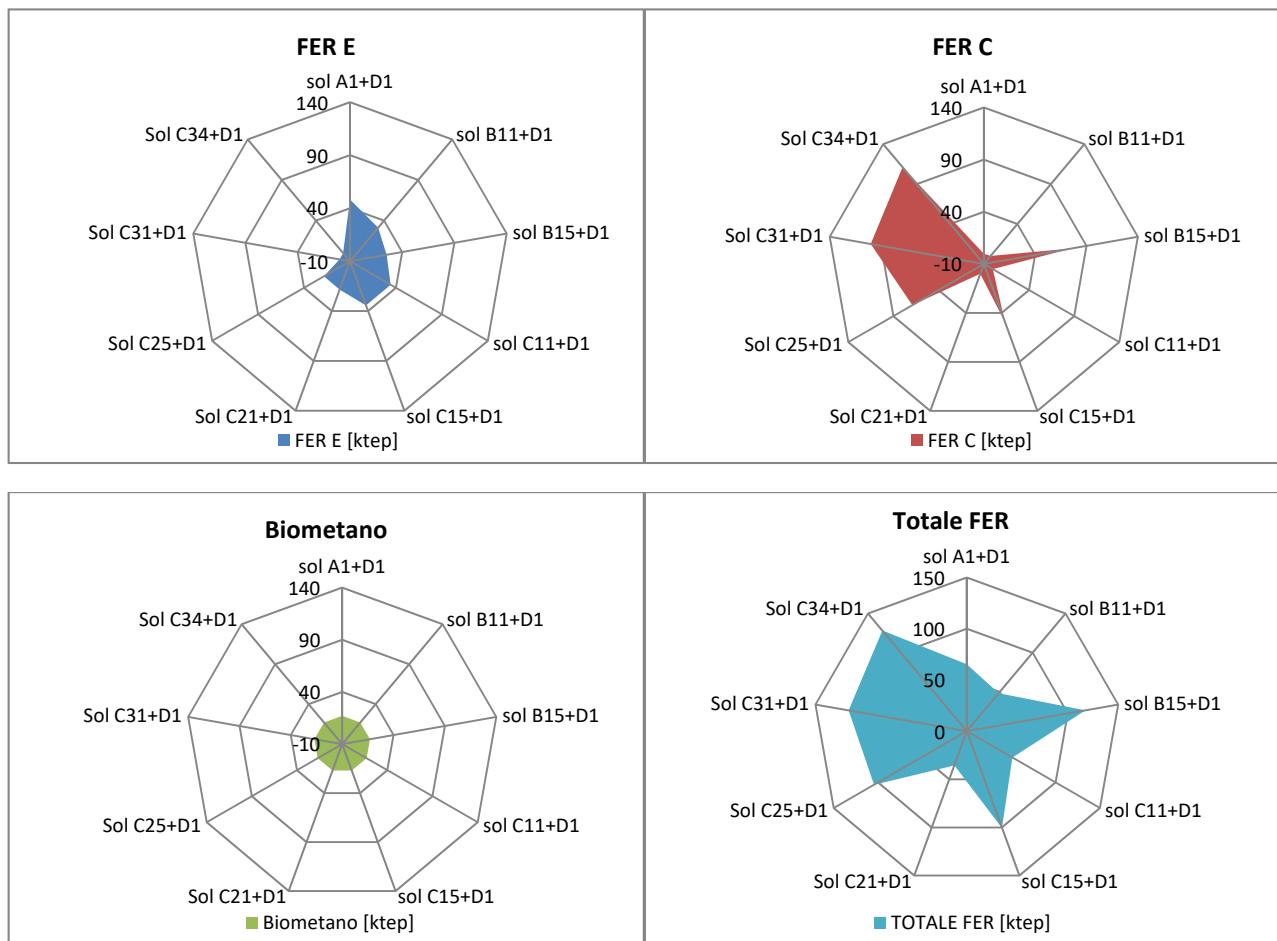 FER E
sol A1+D1
140
sol B11+D1
Sol C34+D1
90
40
Sol C31+D1
sol B15+D1
-10
Sol C25+D1
sol C11+D1
Sol C21+D1
sol C15+D1
FER E [ktep]
FER C
sol A1+D1
140
sol B11+D1
Sol C34+D1
90
40
Sol C31+D1
sol B15+D1
-10
Sol C25+D1
sol C11+D1
Sol C21+D1
sol C15+D1
FER C [ktep]
Biometano
sol A1+D1
140
sol B11+D1
Sol C34+D1
90
40
Sol C31+D1
sol B15+D1
-10
Sol C25+D1
sol C11+D1
Sol C21+D1
sol C15+D1
Biometano [ktep]
Totale FER
sol A1+D1
150
sol B11+D1
Sol C34+D1
100
50
Sol C31+D1
sol B15+D1
0
Sol C25+D1
sol C11+D1
Sol C21+D1
sol C15+D1
TOTALE FER [ktep]